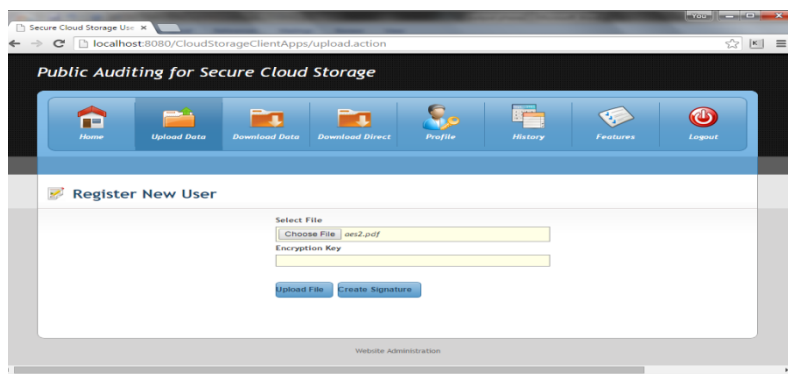 You
Secure Cloud Storage Use
localhost:8080/CloudStorageClientApps/upload.action
Public Auditing for Secure Cloud Storage
Home Upload Data Download Data Download Direct Profile History Features Logout
Register New User
Select File
Choose File aes2.pdf
Encryption Key
Upload File Create Signature
Website Administration